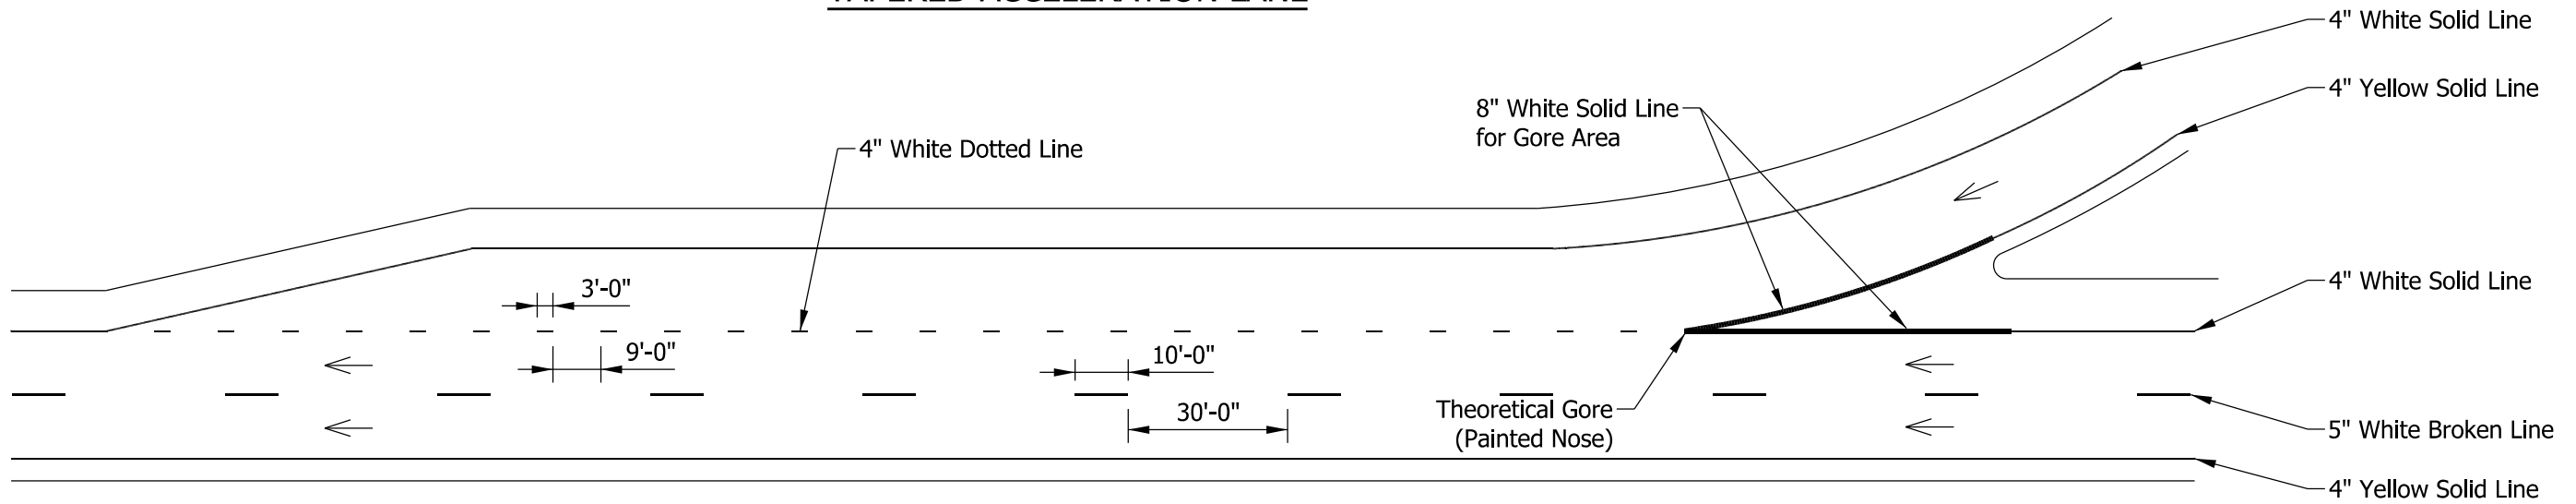 4" White Solid Line
4" Yellow Solid Line
8" White Solid Line
for Gore Area
4" White Dotted Line
3'-0"
4" White Solid Line
9'-0"
10'-0"
30'-0"
Theoretical Gore
(Painted Nose)
5" White Broken Line
4" Yellow Solid Line